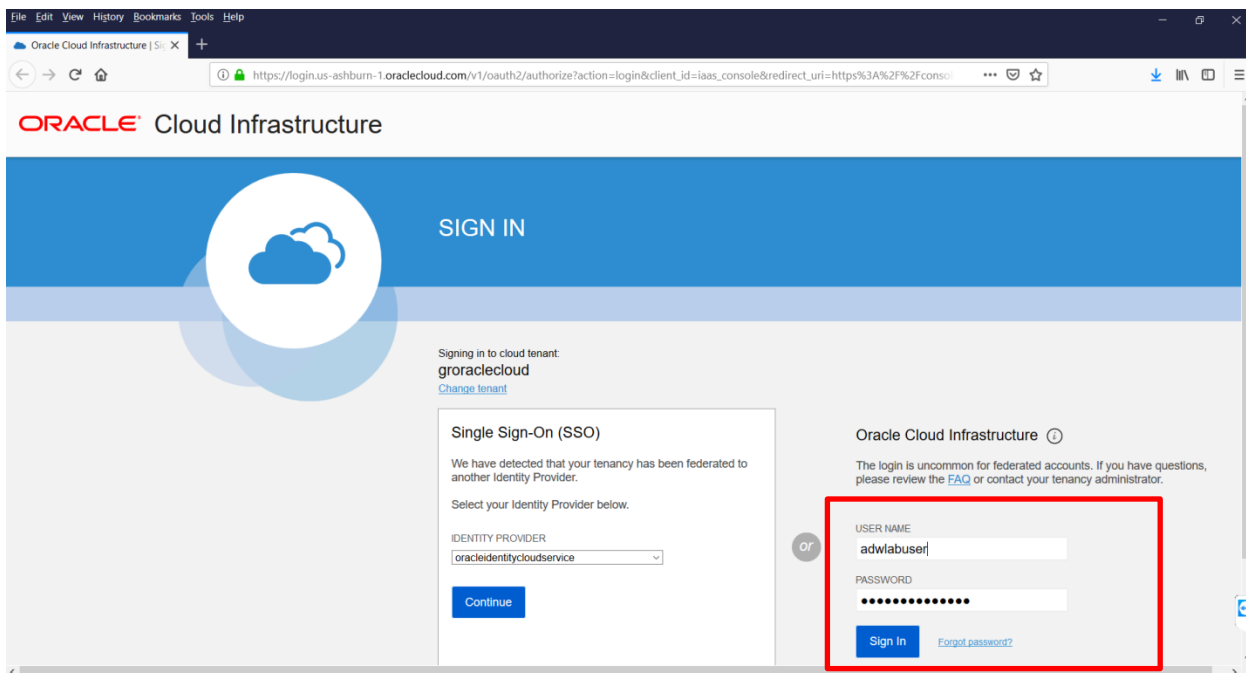 File Edit View History Bookmarks Tools Help
Oracle Cloud Infrastructure | Sig
https://login.us-ashburn-1.oraclecloud.com/v1/oauth2/authorize?action=login&client_id=iaas_console&redirect_uri=https%3A%2F%2Fconsol
ORACLE Cloud Infrastructure
SIGN IN
Signing in to cloud tenant:
groraclecloud
Change tenant
Single Sign-On (SSO)
We have detected that your tenancy has been federated to
another Identity Provider.
Select your Identity Provider below.
IDENTITY PROVIDER
oracleidentitycloudservice
Continue
or
Oracle Cloud Infrastructure
The login is uncommon for federated accounts. If you have questions,
please review the FAQ or contact your tenancy administrator.
USER NAME
adwlabuser
PASSWORD
••••••••••••••
Sign In Forgot password?